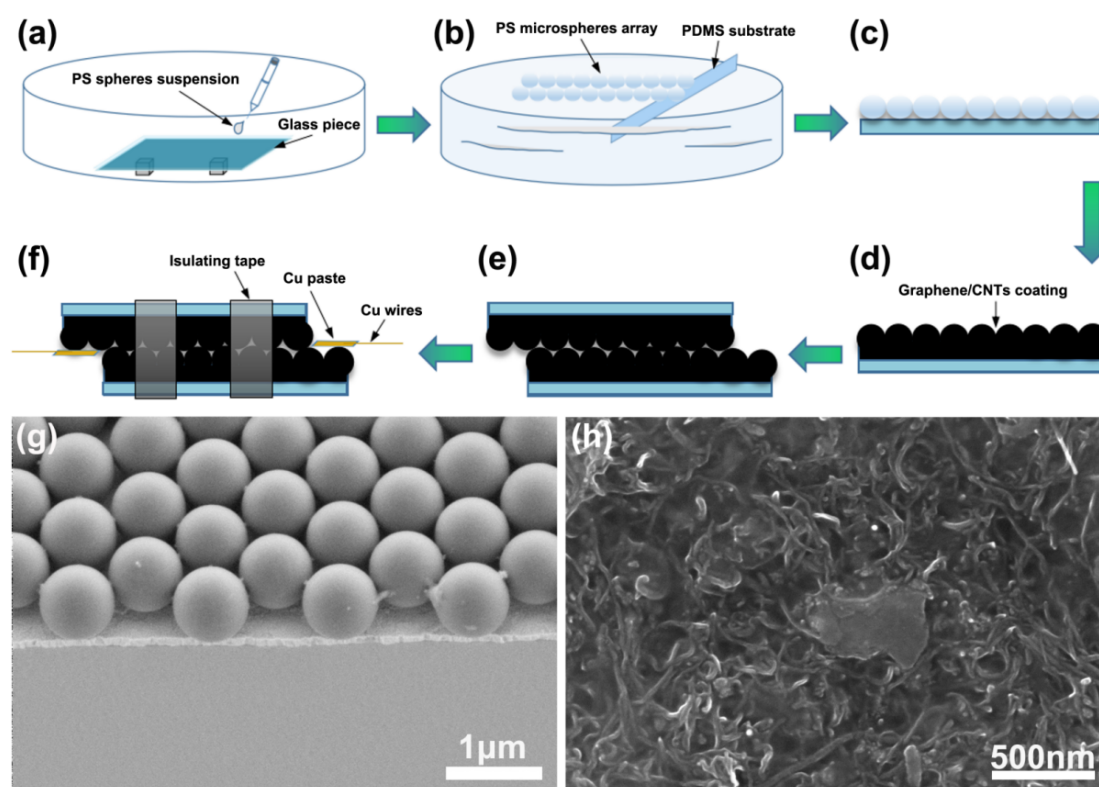 (a)
PS spheres suspension
Glass piece
(b)
PS microspheres array
PDMS substrate
(c)
(f)
Isulating tape
Cu paste
Cu wires
(e)
(d)
Graphene/CNTs coating
(g)
1μm
(h)
500nm